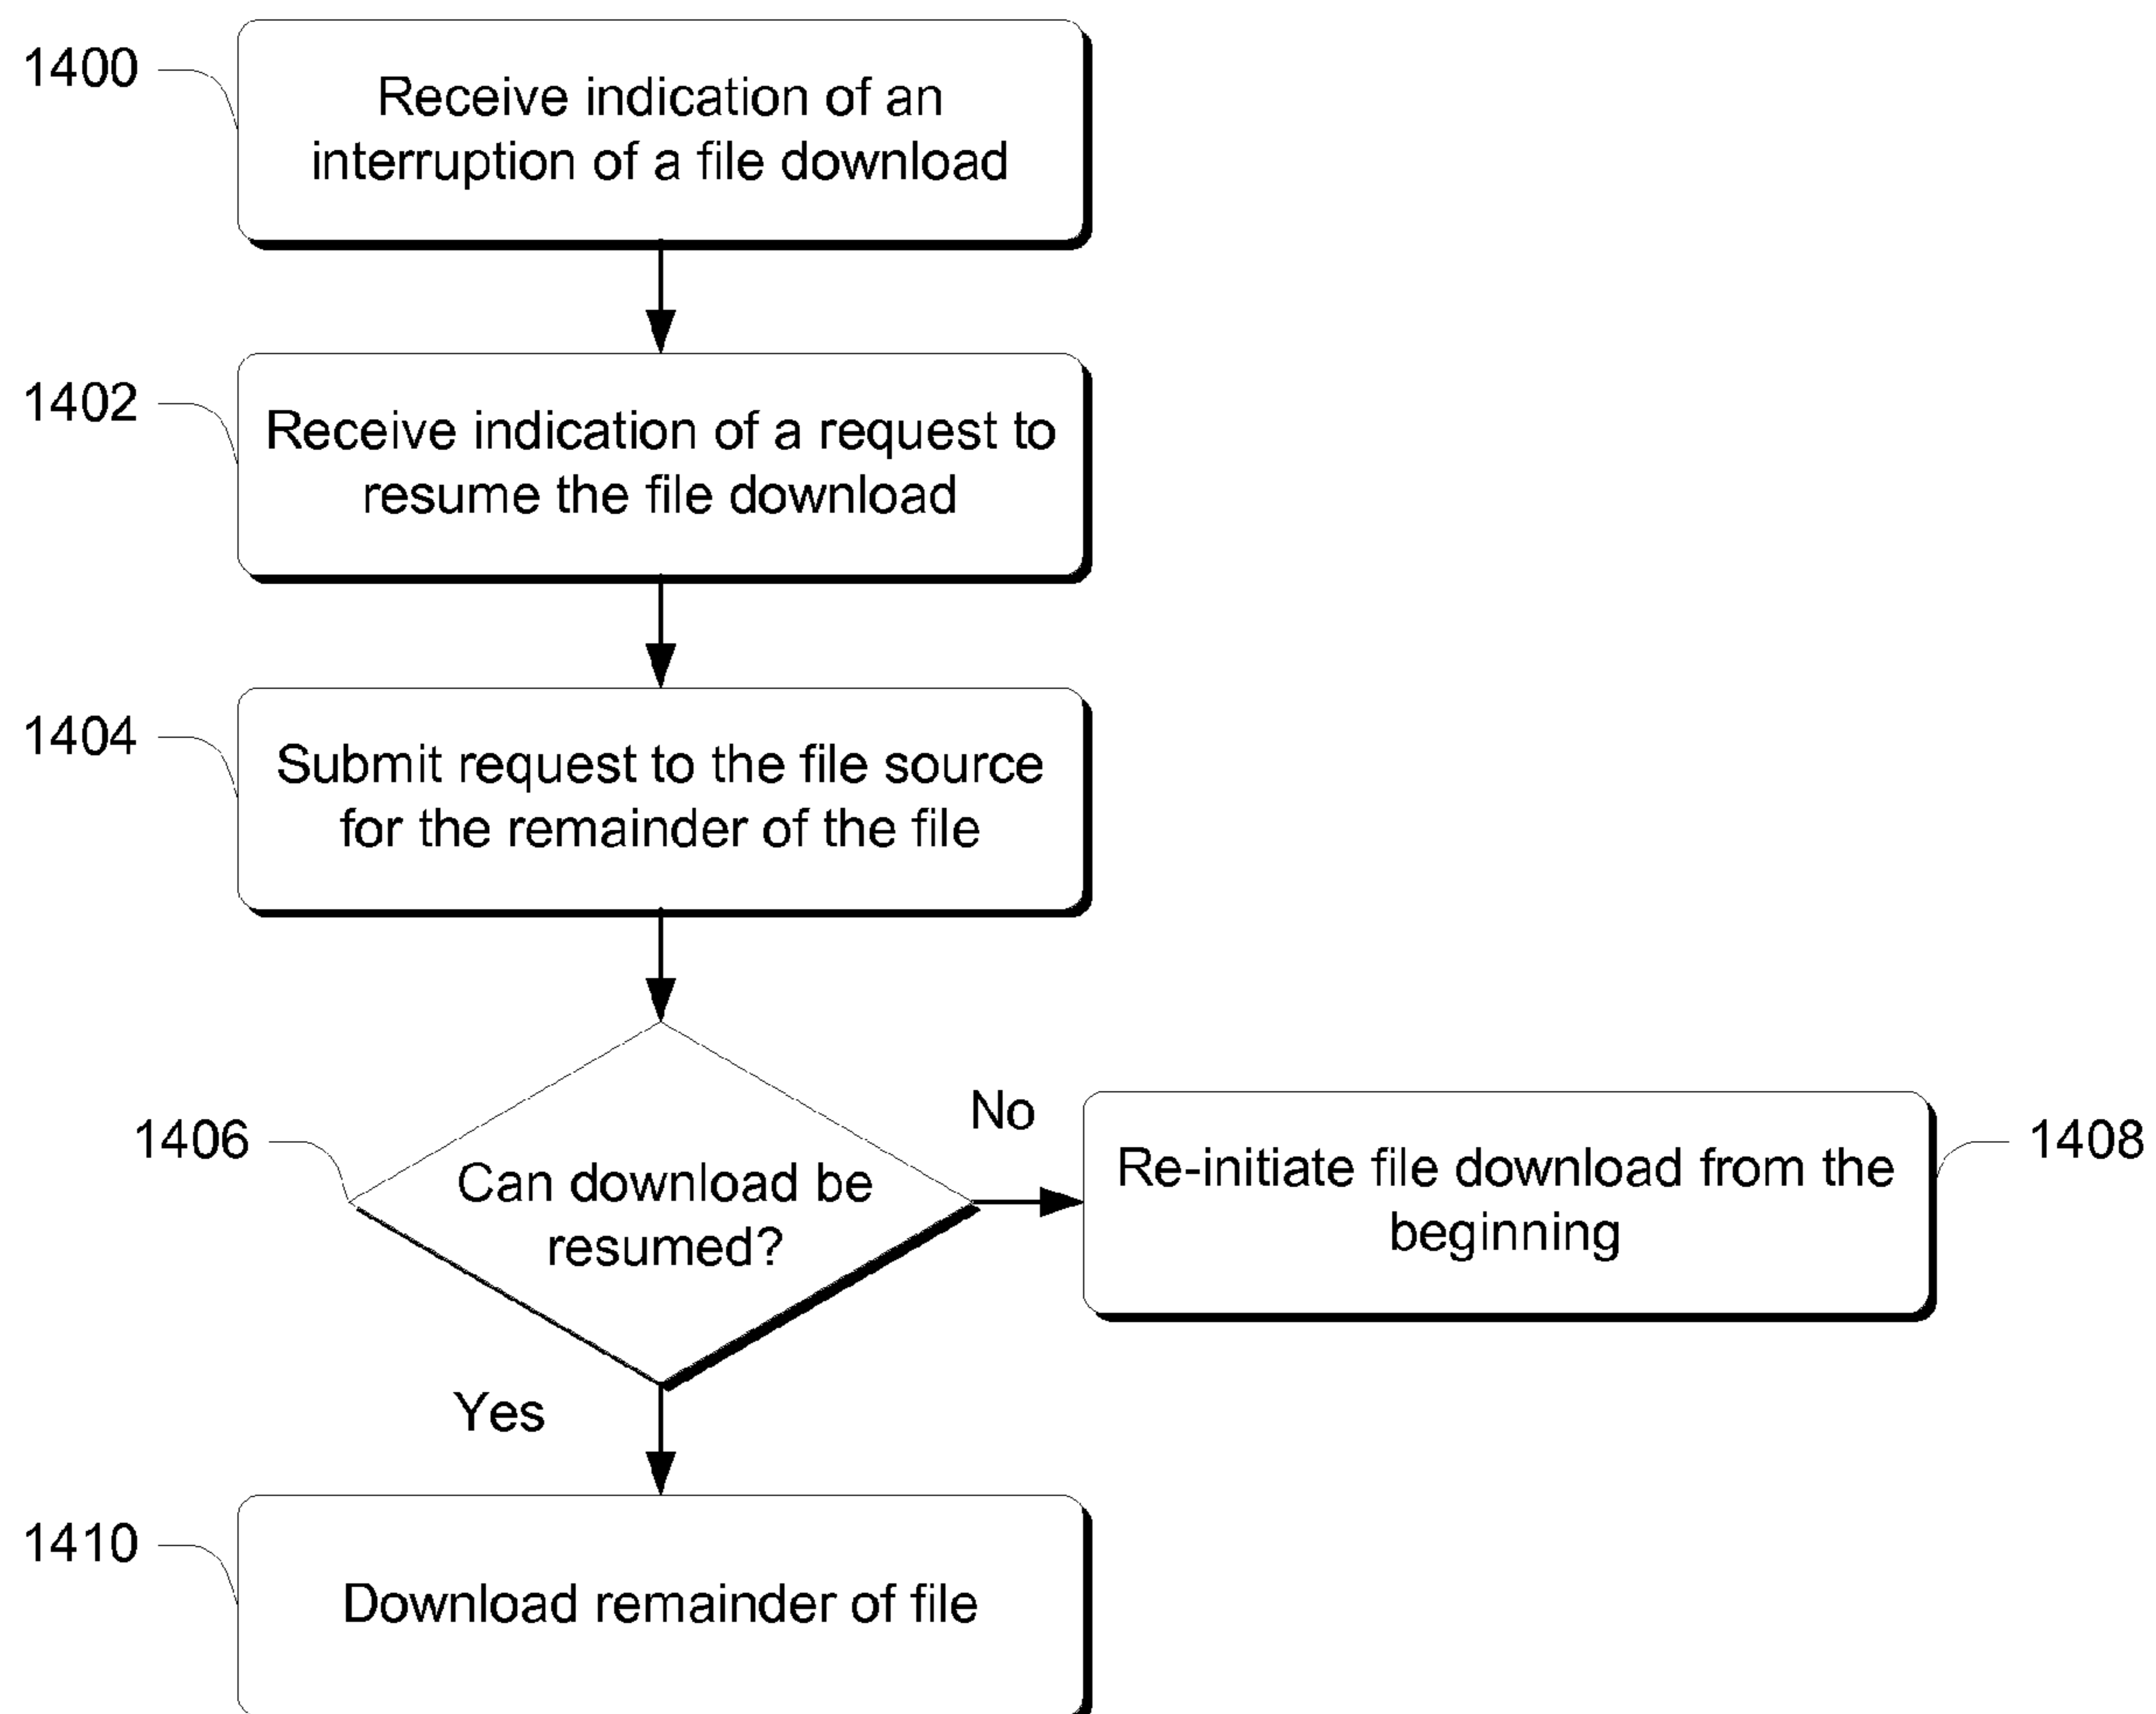 1400
Receive indication of an
interruption of a file download
1402
Receive indication of a request to
resume the file download
1404
Submit request to the file source
for the remainder of the file
1406
Can download be
resumed?
No
Re-initiate file download from the
beginning
1408
Yes
1410
Download remainder of file